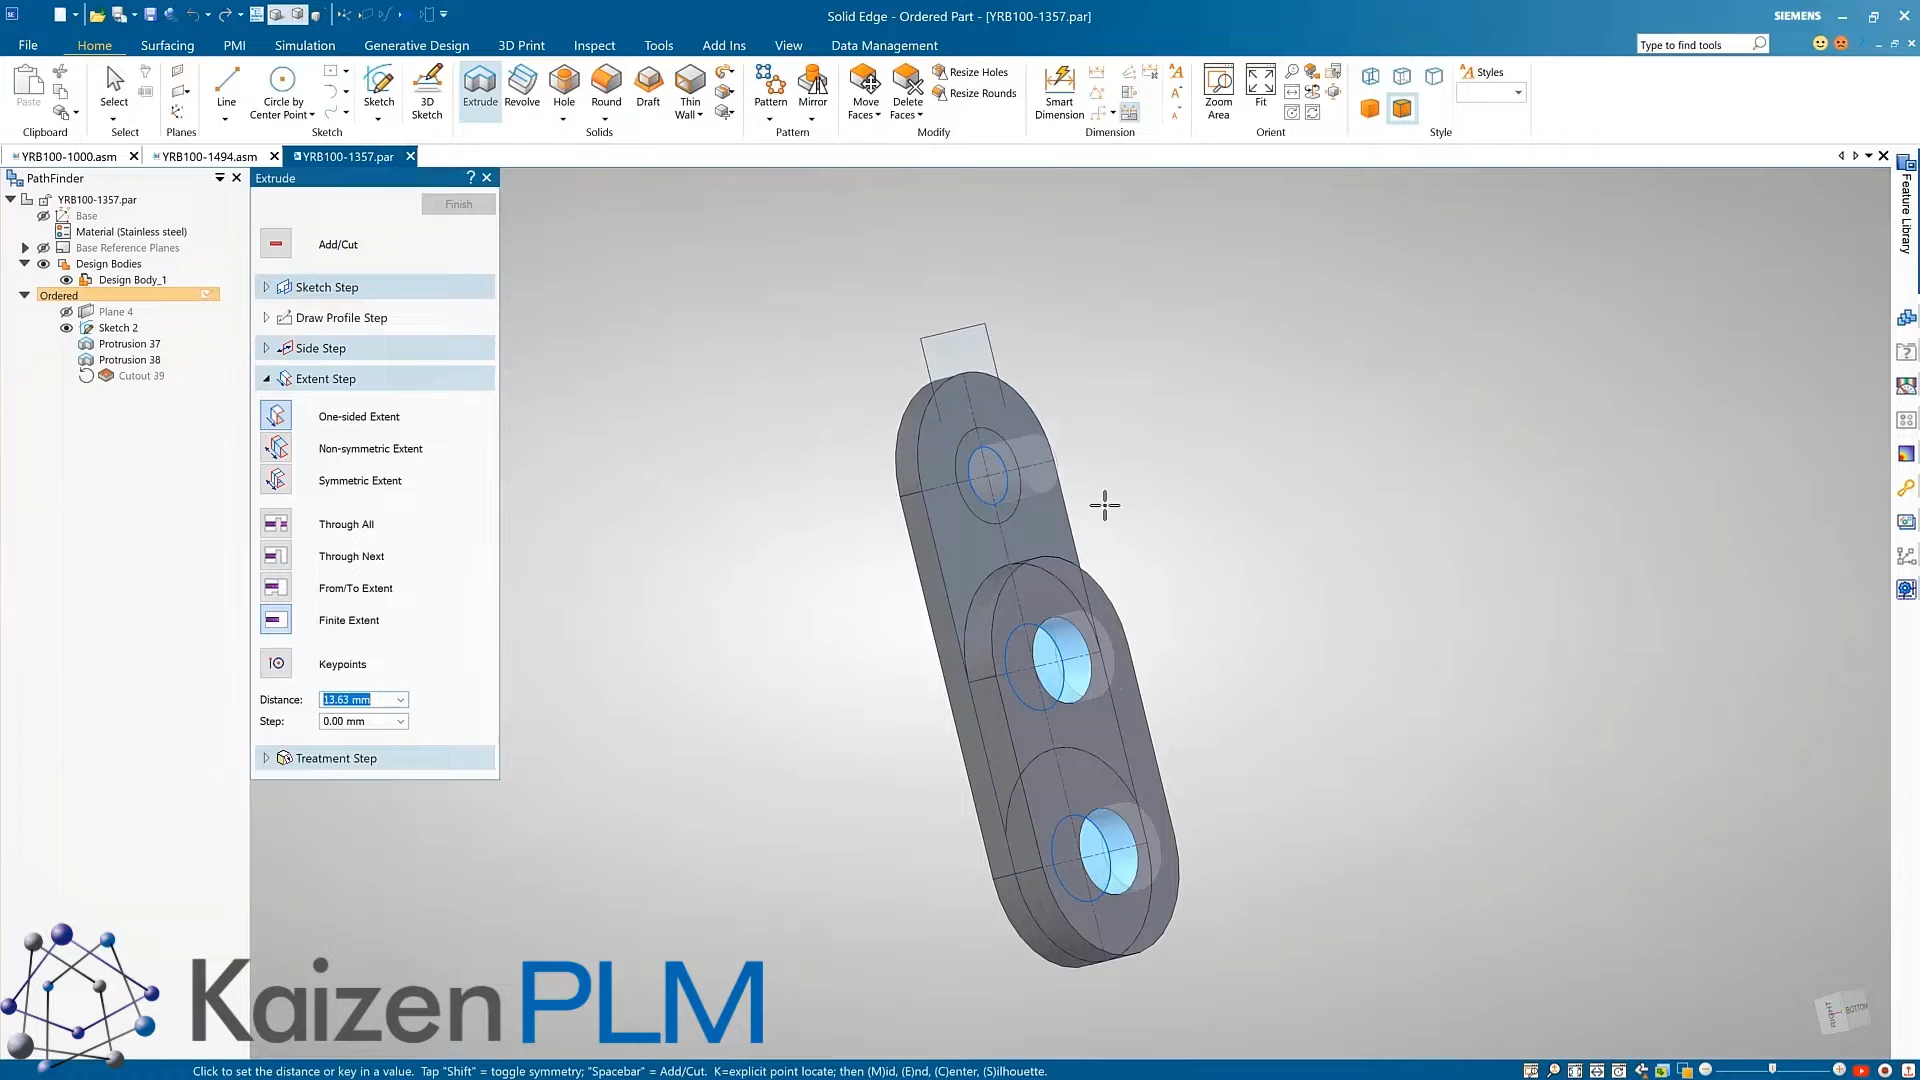 Solid Edge - Ordered Part - [YRB100-1357.par]
SIEMENS
File
Home
Surfacing
PMI
Simulation
Generative Design
3D Print
Inspect
Tools
Add Ins
View
Data Management
Type to find tools
Paste
Clipboard
Select
Select
Planes
Line
Circle by
Center Point
Sketch
3D
Sketch
Sketch
Extrude
Revolve
Hole
Round
Draft
Thin
Wall
Solids
Pattern
Mirror
Pattern
Move
Faces
Delete
Faces
Resize Holes
Resize Rounds
Modify
Smart
Dimension
Dimension
Zoom
Area
Fit
Orient
Styles
Style
YRB100-1000.asm
YRB100-1494.asm
YRB100-1357.par
PathFinder
YRB100-1357.par
Base
Material (Stainless steel)
Base Reference Planes
Design Bodies
Design Body_1
Ordered
Plane 4
Sketch 2
Protrusion 37
Protrusion 38
Cutout 39
Extrude
Finish
Add/Cut
Sketch Step
Draw Profile Step
Side Step
Extent Step
One-sided Extent
Non-symmetric Extent
Symmetric Extent
Through All
Through Next
From/To Extent
Finite Extent
Keypoints
Distance: 13.63 mm
Step: 0.00 mm
Treatment Step
Feature Library
RIGHT
BOTTOM
KaizenPLM
Click to set the distance or key in a value. Tap "Shift" = toggle symmetry; "Spacebar" = Add/Cut. K=explicit point locate; then (M)id, (E)nd, (C)enter, (S)ilhouette.